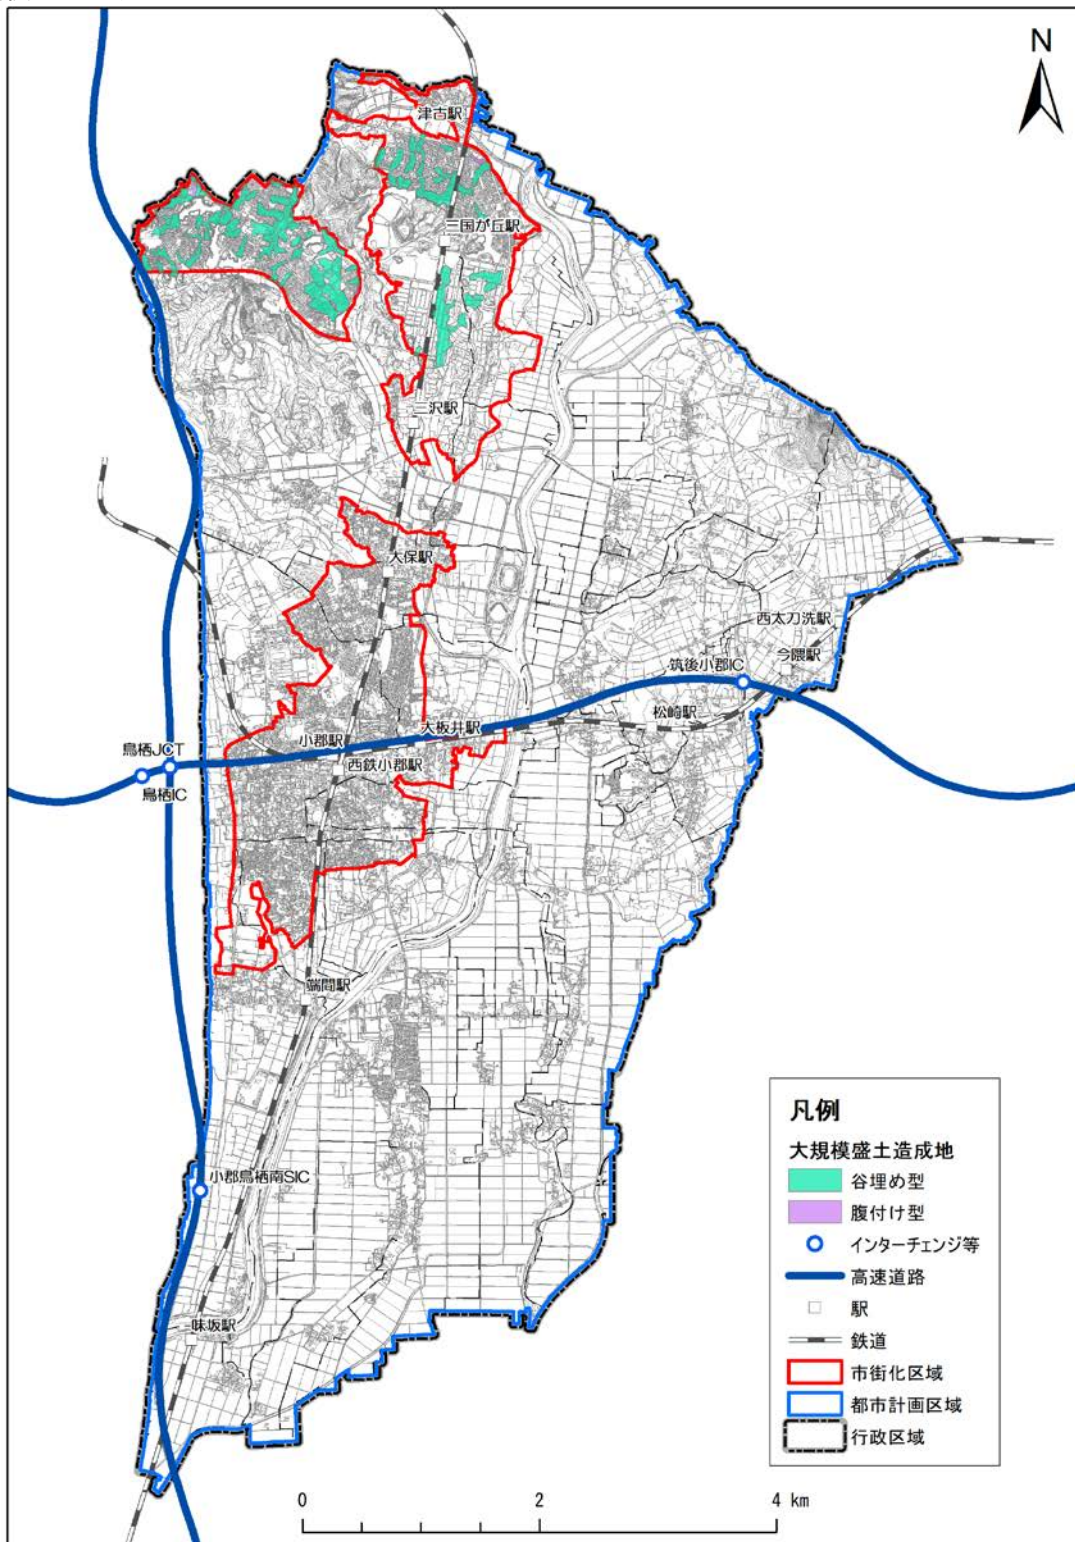 N
津古駅
三国が丘駅
三沢駅
大保駅
西太刀洗駅
今隈駅
筑後小郡IC
松崎駅
大板井駅
小郡駅
西鉄小郡駅
鳥栖JCT
鳥栖IC
端間駅
小郡鳥栖南SIC
味坂駅
凡例
大規模盛土造成地
谷埋め型
腹付け型
インターチェンジ等
高速道路
駅
鉄道
市街化区域
都市計画区域
行政区域
0 2 4 km